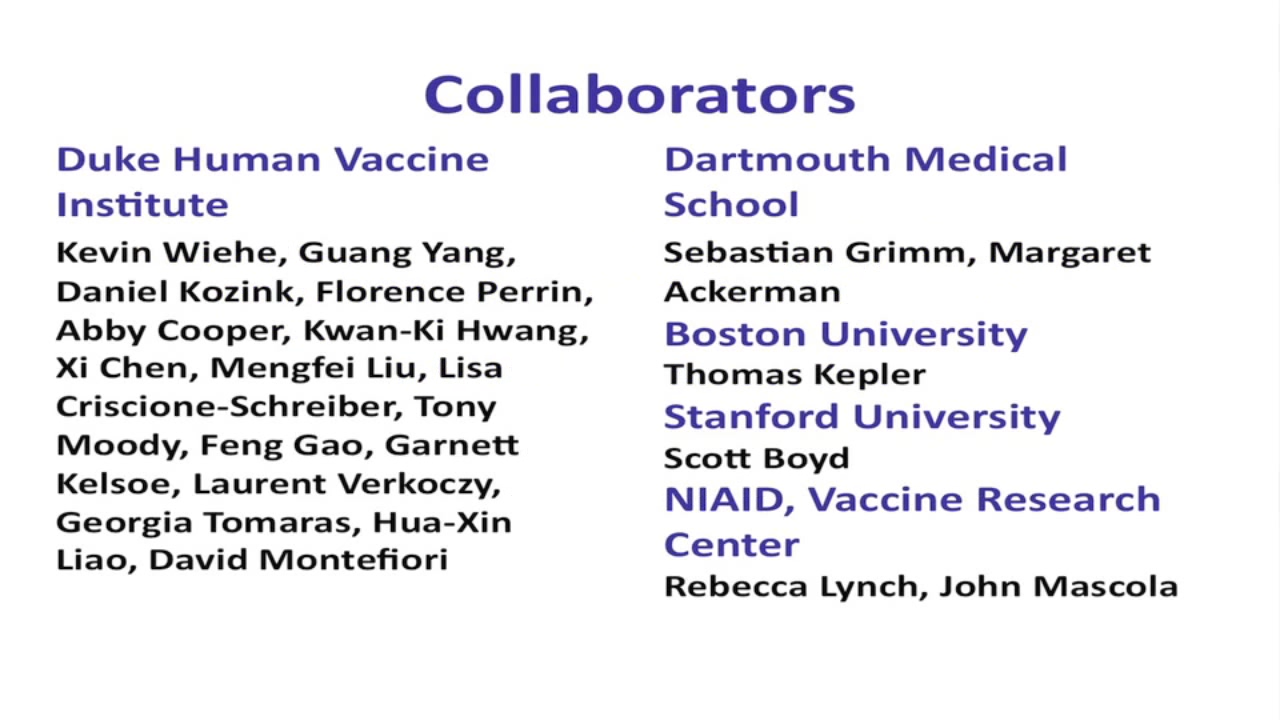 Collaborators
Duke Human Vaccine
Institute
Kevin Wiehe, Guang Yang,
Daniel Kozink, Florence Perrin,
Abby Cooper, Kwan-Ki Hwang,
Xi Chen, Mengfei Liu, Lisa
Criscione-Schreiber, Tony
Moody, Feng Gao, Garnett
Kelsoe, Laurent Verkoczy,
Georgia Tomaras, Hua-Xin
Liao, David Montefiori
Dartmouth Medical
School
Sebastian Grimm, Margaret
Ackerman
Boston University
Thomas Kepler
Stanford University
Scott Boyd
NIAID, Vaccine Research
Center
Rebecca Lynch, John Mascola